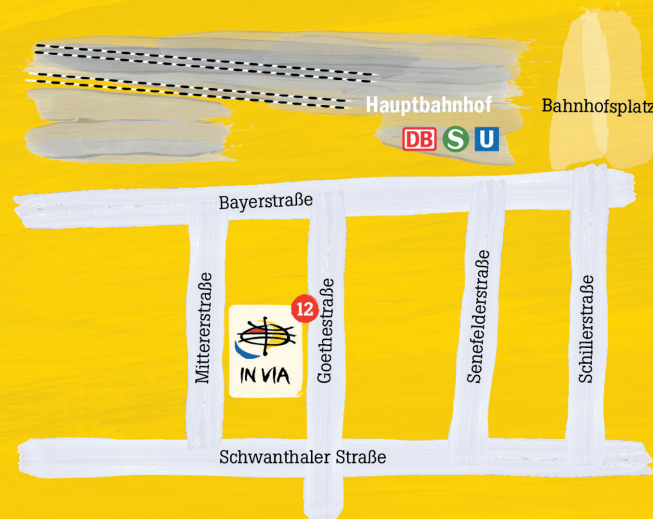 Hauptbahnhof
Bahnhofsplatz
DB S U
Bayerstraße
Mittererstraße
12
IN VIA
Goethestraße
Senefelderstraße
Schillerstraße
Schwanthaler Straße